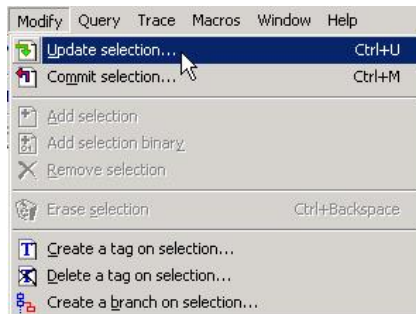 Modify Query Trace Macros Window Help
Update selection... Ctrl+U
Commit selection... Ctrl+M
Add selection
Add selection binary
Remove selection
Erase selection Ctrl+Backspace
Create a tag on selection...
Delete a tag on selection...
Create a branch on selection...